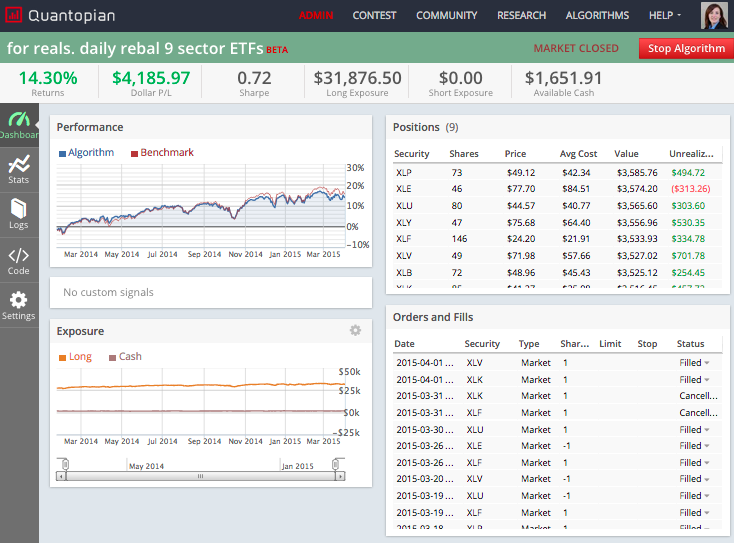 Quantopian ADMIN CONTEST COMMUNITY RESEARCH ALGORITHMS HELP
for reals. daily rebal 9 sector ETFs BETA MARKET CLOSED Stop Algorithm
14.30% $4,185.97 0.72 $31,876.50 $0.00 $1,651.91
Returns Dollar P/L Sharpe Long Exposure Short Exposure Available Cash
Dashboar
Stats
Logs
Code
Settings
Performance
Algorithm Benchmark
30%
20%
10%
0%
-10%
Mar 2014 May 2014 Jul 2014 Sep 2014 Nov 2014 Jan 2015 Mar 2015
No custom signals
Exposure
Long Cash
$50k
$25k
$0k
-$25k
Mar 2014 May 2014 Jul 2014 Sep 2014 Nov 2014 Jan 2015 Mar 2015
May 2014 Jan 2015
Positions (9)
Security Shares Price Avg Cost Value Unrealiz...
XLP 73 $49.12 $42.34 $3,585.76 $494.72
XLE 46 $77.70 $84.51 $3,574.20 ($313.26)
XLU 80 $44.57 $40.77 $3,565.60 $303.60
XLY 47 $75.68 $64.40 $3,556.96 $530.35
XLF 146 $24.20 $21.91 $3,533.93 $334.78
XLV 49 $71.98 $57.66 $3,527.02 $701.78
XLB 72 $48.96 $45.43 $3,525.12 $254.45
Orders and Fills
Date Security Type Shar... Limit Stop Status
2015-04-01 ... XLV Market 1 Filled
2015-04-01 ... XLK Market 1 Filled
2015-03-31 ... XLK Market 1 Cancell...
2015-03-31 ... XLF Market 1 Cancell...
2015-03-30 ... XLU Market 1 Filled
2015-03-26 ... XLE Market -1 Filled
2015-03-26 ... XLF Market 1 Filled
2015-03-20 ... XLV Market -1 Filled
2015-03-19 ... XLU Market -1 Filled
2015-03-19 ... XLF Market 1 Filled